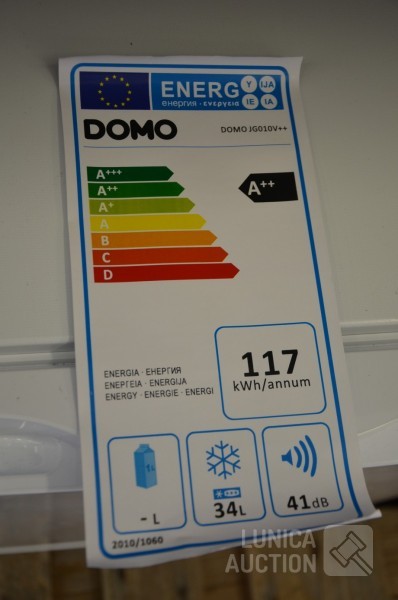 ENERG Y IJA
енергия · ενεργεια IE IA
DOMO DOMO JG010V++
A+++
A++
A++
A+
A
B
C
D
117
kWh/annum
ENERGIA · ЕНЕРГИЯ
ΕΝΕΡΓΕΙΑ · ENERGIJA
ENERGY · ENERGIE · ENERGI
1L
- L
34L
41dB
2010/1060
LUNICA
AUCTION